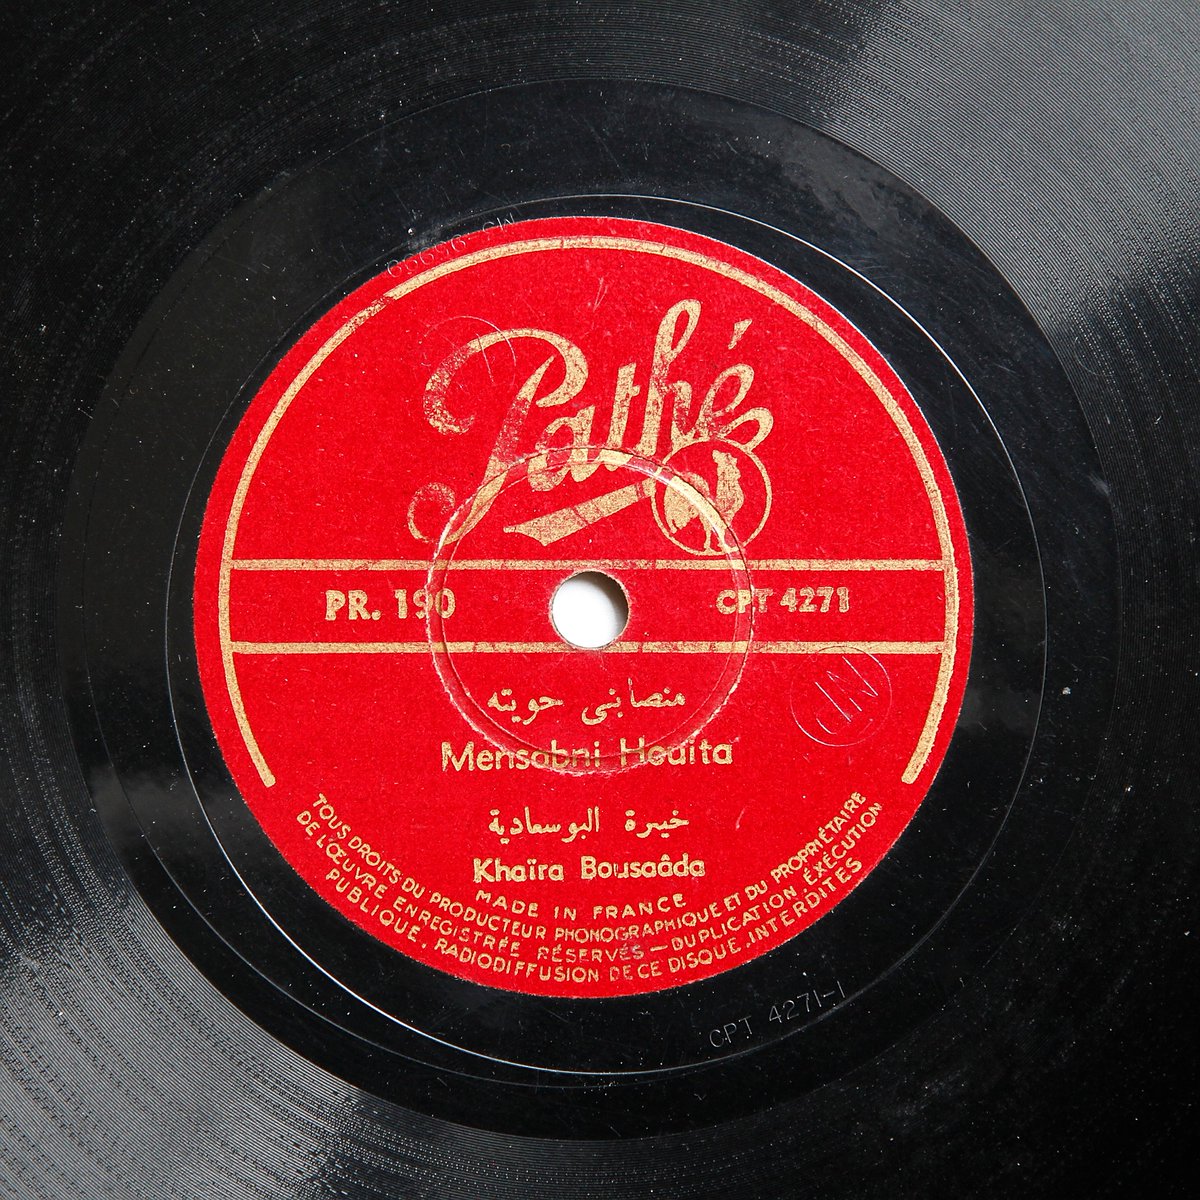 Pathé
PR. 190
CPT 4271
منصابنى حويته
Mensabni Houita
خيرة البوسعادية
Khaïra Bousaâda
MADE IN FRANCE
TOUS DROITS DU PRODUCTEUR PHONOGRAPHIQUE ET DU PROPRIÉTAIRE
DE L'ŒUVRE ENREGISTRÉE RÉSERVÉS — DUPLICATION, EXÉCUTION
PUBLIQUE, RADIODIFFUSION DE CE DISQUE, INTERDITES
CPT 4271-1